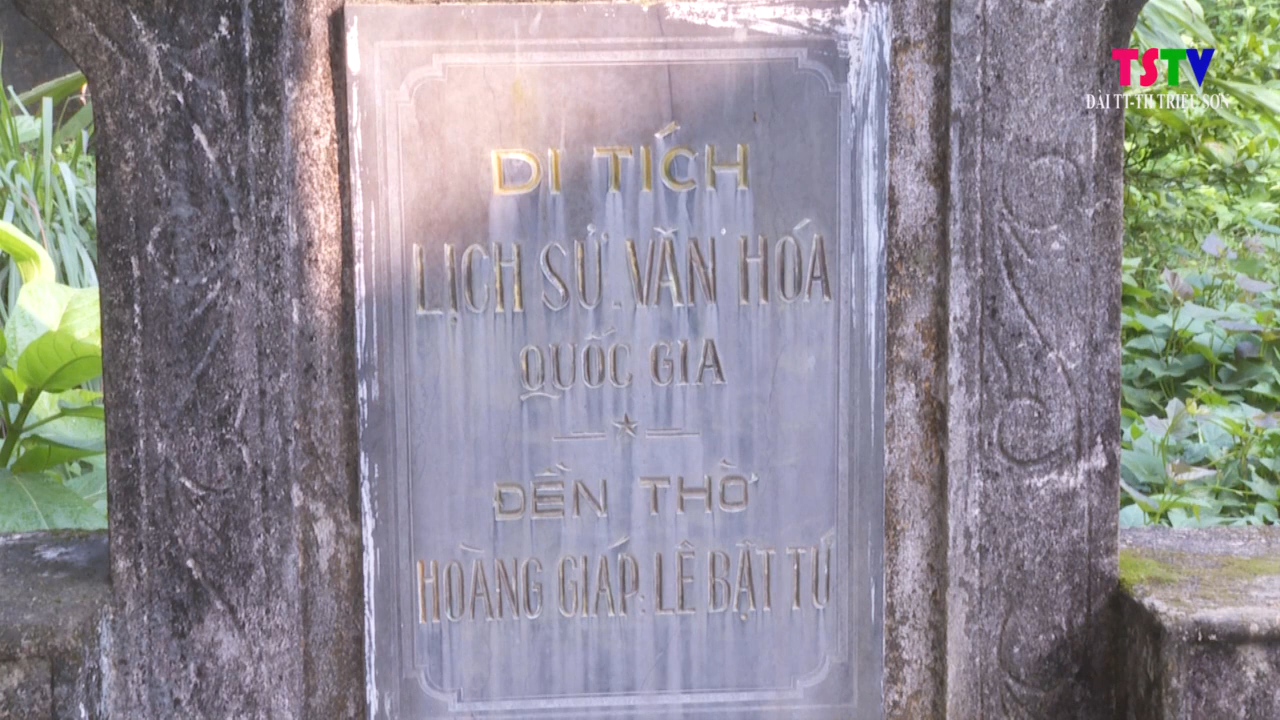 TSTV
ĐÀI TT-TH TRIỆU SƠN
DI TÍCH
LỊCH SỬ. VĂN HÓA
QUỐC GIA
ĐỀN THỜ
HOÀNG GIÁP: LÊ BẬT TÚ